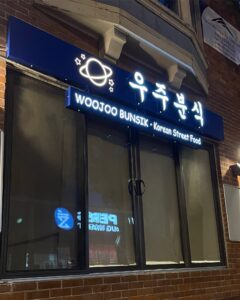 우주분식
WOOJOO BUNSIK • Korean Street Food